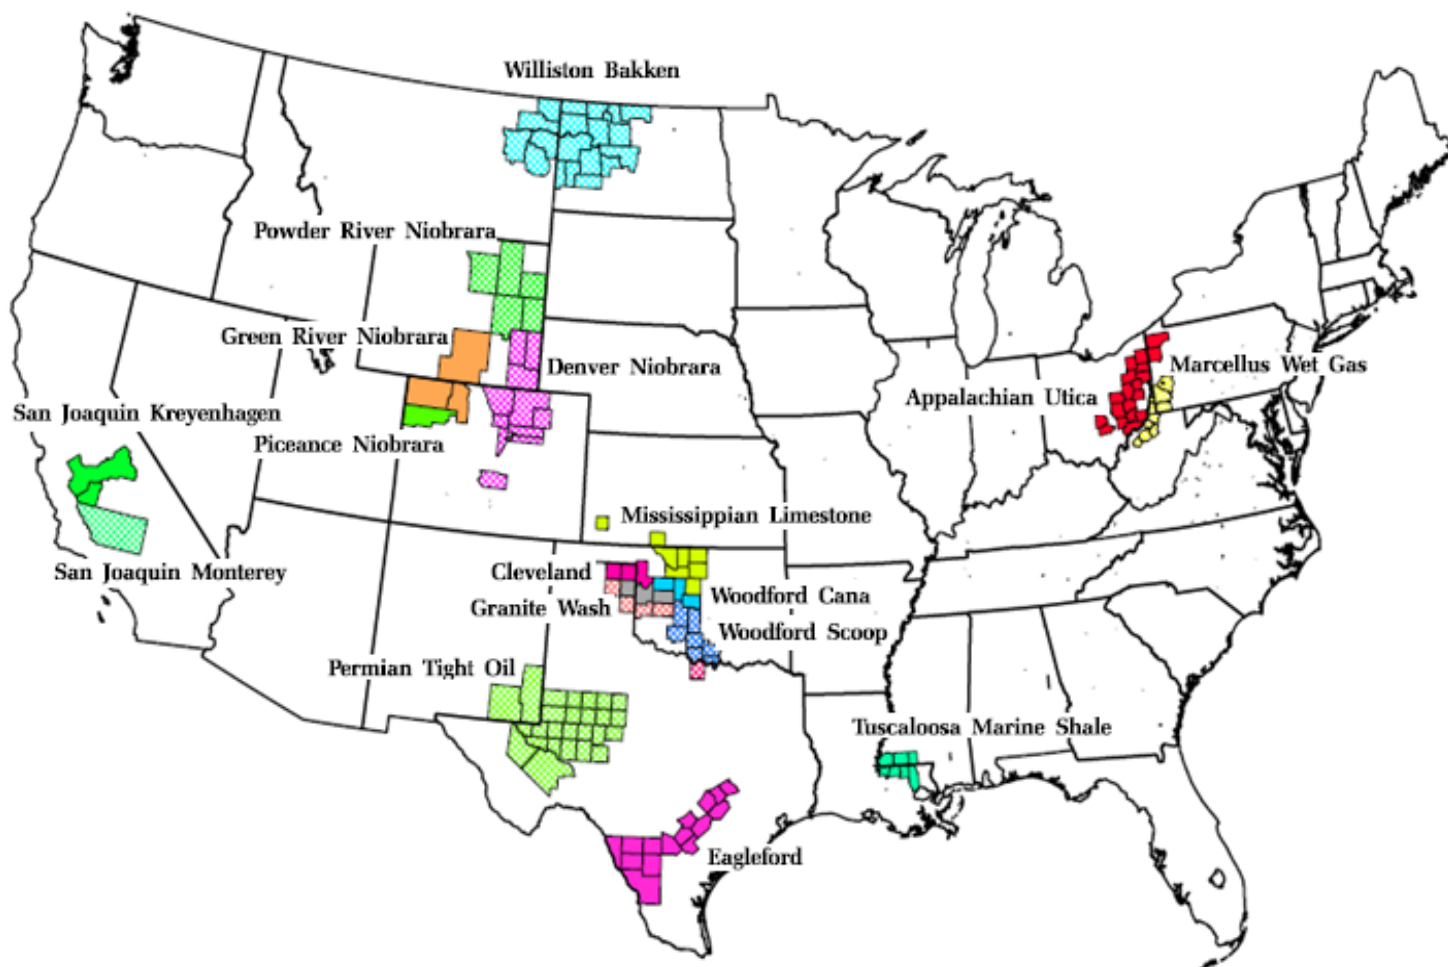 Williston Bakken
Powder River Niobrara
Green River Niobrara
Denver Niobrara
Marcellus Wet Gas
Appalachian Utica
San Joaquin Kreyenhagen
Piceance Niobrara
Mississippian Limestone
San Joaquin Monterey
Cleveland
Woodford Cana
Granite Wash
Woodford Scoop
Permian Tight Oil
Tuscaloosa Marine Shale
Eagleford